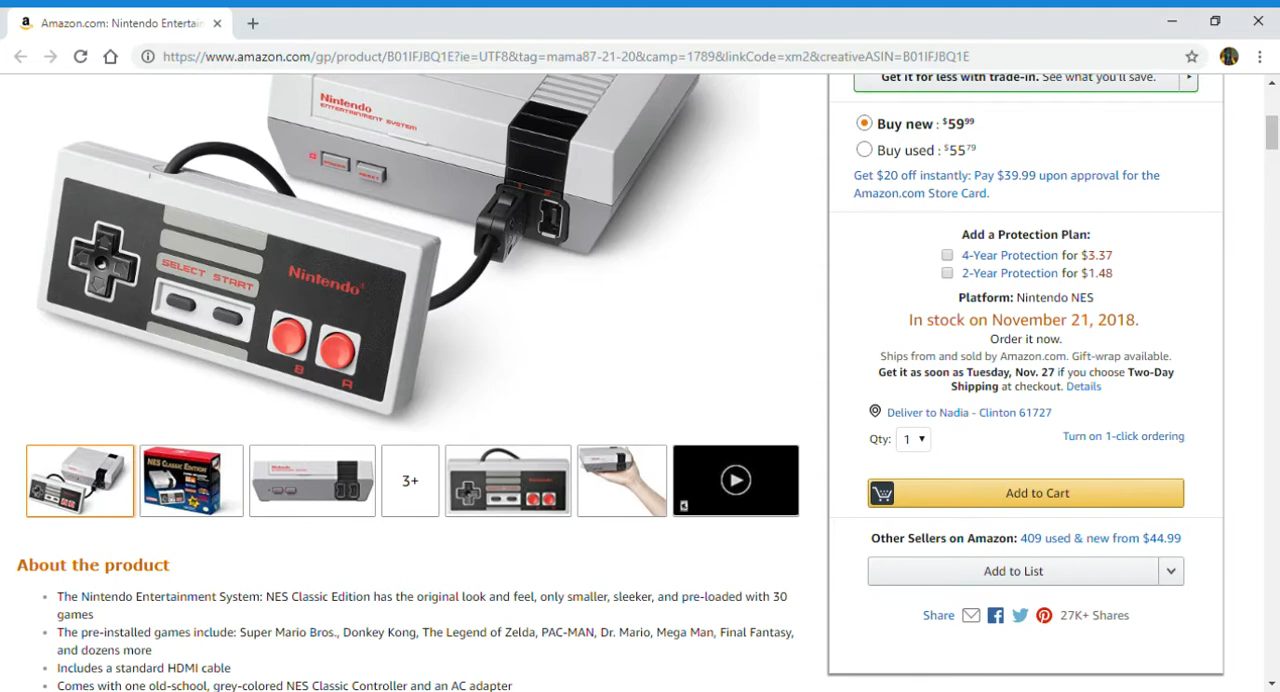 Amazon.com: Nintendo Entertai
https://www.amazon.com/gp/product/B01IFJBQ1E?ie=UTF8&tag=mama87-21-20&camp=1789&linkCode=xm2&creativeASIN=B01IFJBQ1E
Nintendo
ENTERTAINMENT SYSTEM
POWER
RESET
1 2
SELECT START
Nintendo
B
A
NES CLASSIC EDITION
3+
About the product
The Nintendo Entertainment System: NES Classic Edition has the original look and feel, only smaller, sleeker, and pre-loaded with 30
games
The pre-installed games include: Super Mario Bros., Donkey Kong, The Legend of Zelda, PAC-MAN, Dr. Mario, Mega Man, Final Fantasy,
and dozens more
Includes a standard HDMI cable
Comes with one old-school, grey-colored NES Classic Controller and an AC adapter
Get it for less with trade-in. See what you'll save.
Buy new : $59⁹⁹
Buy used : $55⁷⁹
Get $20 off instantly: Pay $39.99 upon approval for the
Amazon.com Store Card.
Add a Protection Plan:
4-Year Protection for $3.37
2-Year Protection for $1.48
Platform: Nintendo NES
In stock on November 21, 2018.
Order it now.
Ships from and sold by Amazon.com. Gift-wrap available.
Get it as soon as Tuesday, Nov. 27 if you choose Two-Day
Shipping at checkout. Details
Deliver to Nadia - Clinton 61727
Qty: 1
Turn on 1-click ordering
Add to Cart
Other Sellers on Amazon: 409 used & new from $44.99
Add to List
Share 27K+ Shares